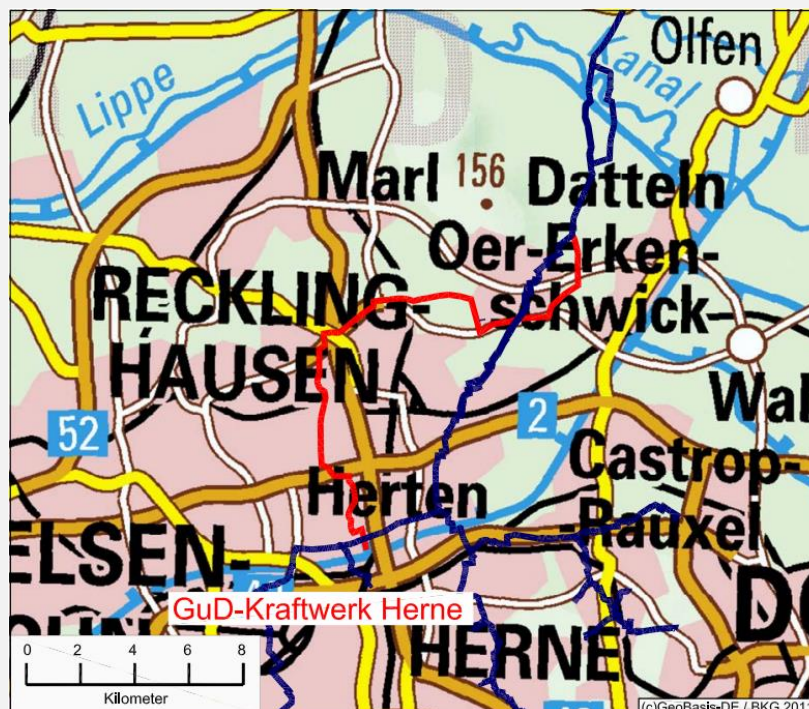 Olfen
Lippe
Kanal
D
Marl 156 Datteln
Oer-Erken-
schwick
RECKLING-
HAUSEN
52
2
Wal
Castrop-
-Rauxel
Herten
ELSEN-
GuD-Kraftwerk Herne
HERNE
D
0 2 4 6 8
Kilometer
(c)GeoBasis-DE / BKG 201